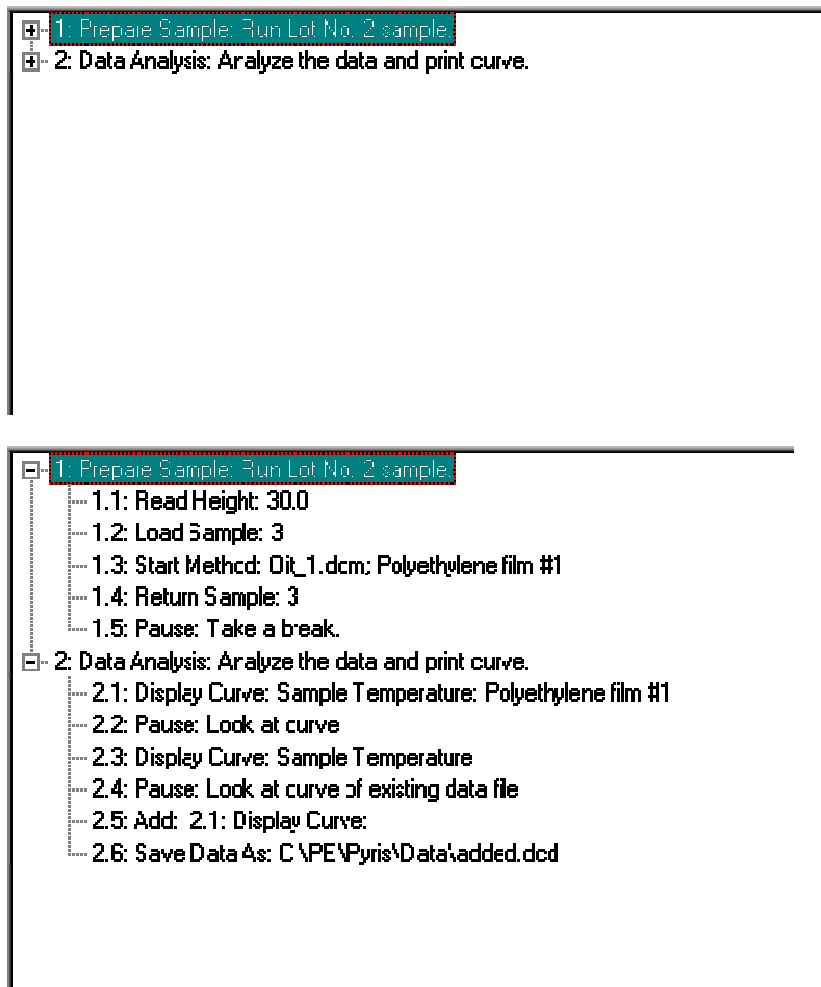 1: Prepare Sample: Run Lot No. 2 sample.
2: Data Analysis: Analyze the data and print curve.
1: Prepare Sample: Run Lot No. 2 sample.
1.1: Read Height: 30.0
1.2: Load Sample: 3
1.3: Start Method: Oit_1.dcm; Polyethylene film #1
1.4: Return Sample: 3
1.5: Pause: Take a break.
2: Data Analysis: Analyze the data and print curve.
2.1: Display Curve: Sample Temperature: Polyethylene film #1
2.2: Pause: Look at curve
2.3: Display Curve: Sample Temperature
2.4: Pause: Look at curve of existing data file
2.5: Add: 2.1: Display Curve:
2.6: Save Data As: C:\PE\Pyris\Data\added.dcd